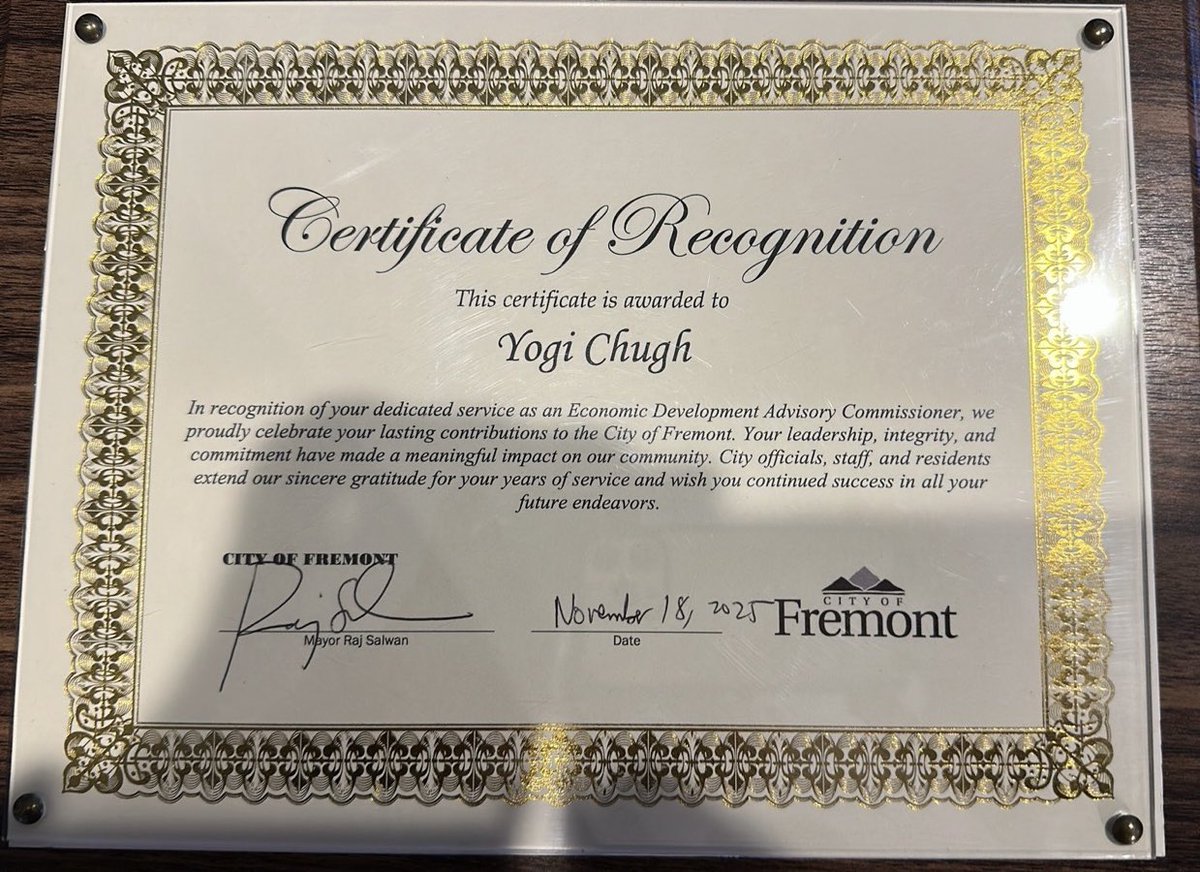 Certificate of Recognition
This certificate is awarded to
Yogi Chugh
In recognition of your dedicated service as an Economic Development Advisory Commissioner, we
proudly celebrate your lasting contributions to the City of Fremont. Your leadership, integrity, and
commitment have made a meaningful impact on our community. City officials, staff, and residents
extend our sincere gratitude for your years of service and wish you continued success in all your
future endeavors.
CITY OF FREMONT
Mayor Raj Salwan
November 18, 2025
Date
CITY OF
Fremont